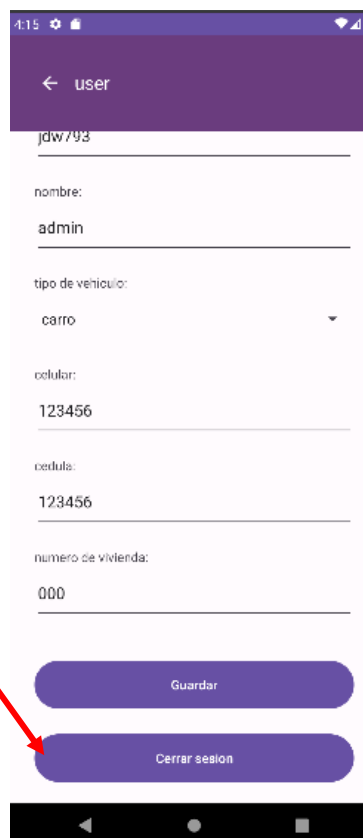 4:15
user
jdw793
nombre:
admin
tipo de vehiculo:
carro
celular:
123456
cedula:
123456
numero de vivienda:
000
Guardar
Cerrar sesion